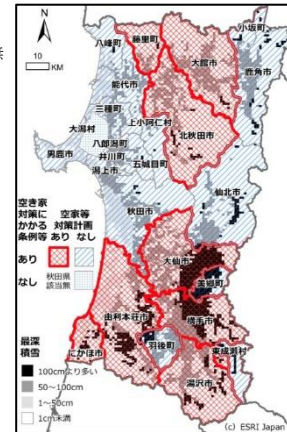 N
10
KM
小坂町
八峰町
藤里町
大館市
鹿角市
能代市
三種町
上小阿仁村
北秋田市
大潟村
八郎潟町
男鹿市
井川町
五城目町
潟上市
仙北市
秋田市
空き家
対策に
かかる
条例等
空家等
対策計画
あり なし
あり
なし
秋田県
該当無
大仙市
美郷町
由利本荘市
横手市
にかほ市
羽後町
東成瀬村
湯沢市
最深
積雪
100cmより多い
50～100cm
1～50cm
1cm未満
(c) ESRI Japan